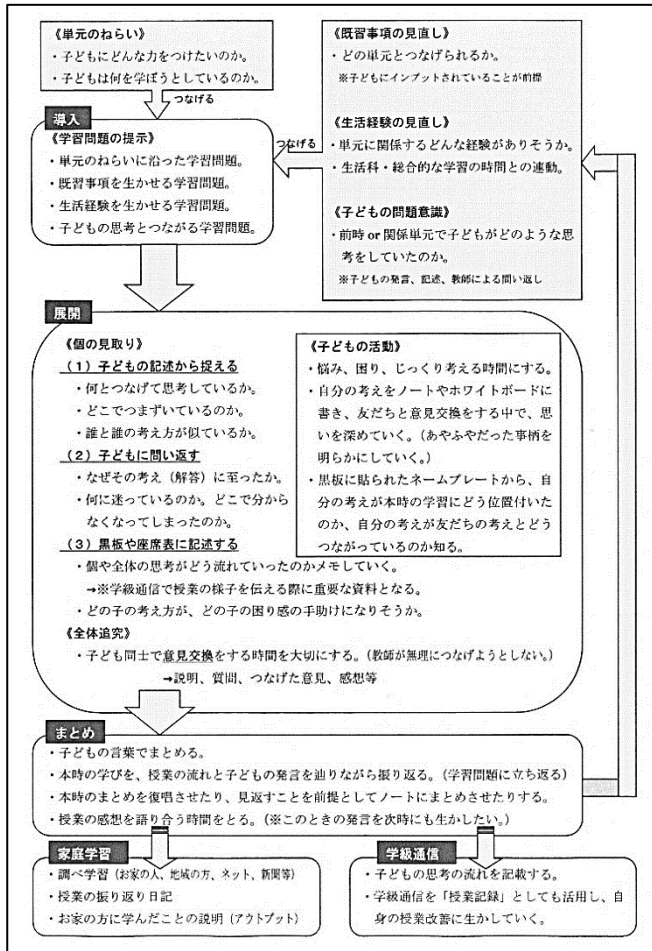 《単元のねらい》
・子どもにどんな力をつけたいのか。
・子どもは何を学ぼうとしているのか。
つなげる
《既習事項の見直し》
・どの単元とつなげられるか。
※子どもにインプットされていることが前提
《生活経験の見直し》
・単元に関係するどんな経験がありそうか。
・生活科・総合的な学習の時間との連動。
《子どもの問題意識》
・前時 or 関係単元で子どもがどのような思
考をしていたのか。
※子どもの発言、記述、教師による問い返し
つなげる
導入
《学習問題の提示》
・単元のねらいに沿った学習問題。
・既習事項を生かせる学習問題。
・生活経験を生かせる学習問題。
・子どもの思考とつながる学習問題。
展開
《個の見取り》
(1)子どもの記述から捉える
・何とつなげて思考しているか。
・どこでつまずいているのか。
・誰と誰の考え方が似ているか。
(2)子どもに問い返す
・なぜその考え(解答)に至ったか。
・何に迷っているのか。どこで分から
なくなってしまったのか。
(3)黒板や座席表に記述する
・個や全体の思考がどう流れていったのかメモしていく。
→※学級通信で授業の様子を伝える際に重要な資料となる。
・どの子の考え方が、どの子の困り感の手助けになりそうか。
《子どもの活動》
・悩み、困り、じっくり考える時間にする。
・自分の考えをノートやホワイトボードに
書き、友だちと意見交換をする中で、思
いを深めていく。(あやふやだった事柄を
明らかにしていく。)
・黒板に貼られたネームプレートから、自
分の考えが本時の学習にどう位置付いた
のか、自分の考えが友だちの考えとどう
つながっているのか知る。
《全体追究》
・子ども同士で意見交換をする時間を大切にする。(教師が無理につなげようとしない。)
→説明、質問、つなげた意見、感想等
まとめ
・子どもの言葉でまとめる。
・本時の学びを、授業の流れと子どもの発言を辿りながら振り返る。(学習問題に立ち返る)
・本時のまとめを復唱させたり、見返すことを前提としてノートにまとめさせたりする。
・授業の感想を語り合う時間をとる。(※このときの発言を次時にも生かしたい。)
家庭学習
・調べ学習(お家の人、地域の方、ネット、新聞等)
・授業の振り返り日記
・お家の方に学んだことの説明(アウトプット)
学級通信
・子どもの思考の流れを記載する。
・学級通信を「授業記録」としても活用し、自
身の授業改善に生かしていく。